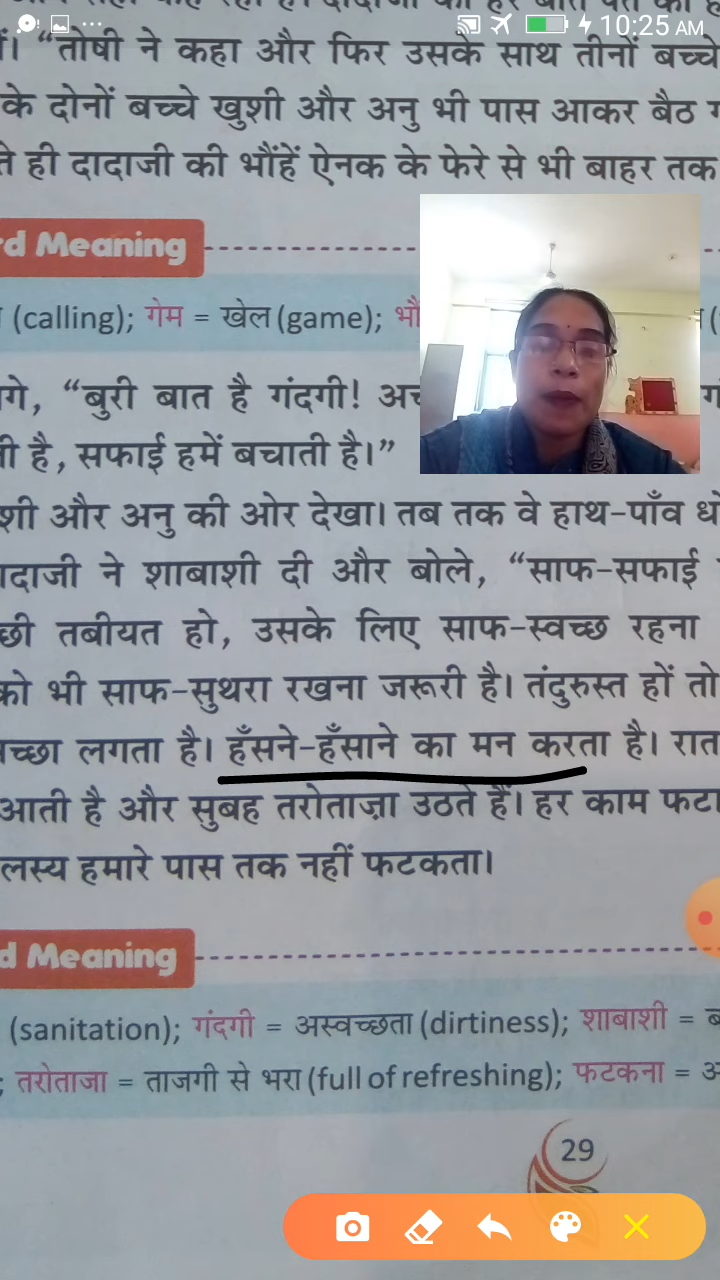 10:25 AM
"तोषी ने कहा और फिर उसके साथ तीनों बच्चे
के दोनों बच्चे खुशी और अनु भी पास आकर बैठ
ही दादाजी की भौंहें ऐनक के फेरे से भी बाहर तक
Meaning
(calling); गेम = खेल (game);
"बुरी बात है गंदगी!
है, सफाई हमें बचाती है।"
और अनु की ओर देखा। तब तक वे हाथ-पाँव
ने शाबाशी दी और बोले, "साफ-सफाई
तबीयत हो, उसके लिए साफ-स्वच्छ रहना
को भी साफ-सुथरा रखना जरूरी है। तंदुरुस्त हों तो
लगता है। हँसने-हँसाने का मन करता है। रात
आती है और सुबह तरोताज़ा उठते हैं। हर काम
हमारे पास तक नहीं फटकता।
Meaning
(sanitation); गंदगी = अस्वच्छता (dirtiness); शाबाशी =
; तरोताजा = ताजगी से भरा (full of refreshing); फटकना =
29